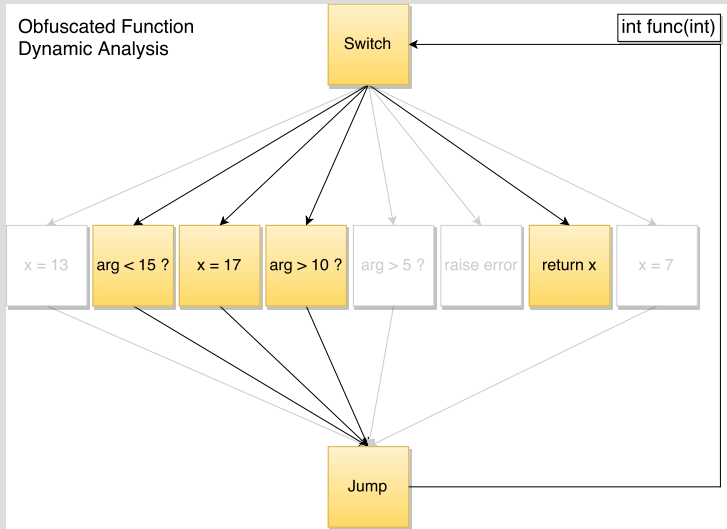 Obfuscated Function
Dynamic Analysis
Switch
int func(int)
x = 13
arg < 15 ?
x = 17
arg > 10 ?
arg > 5 ?
raise error
return x
x = 7
Jump